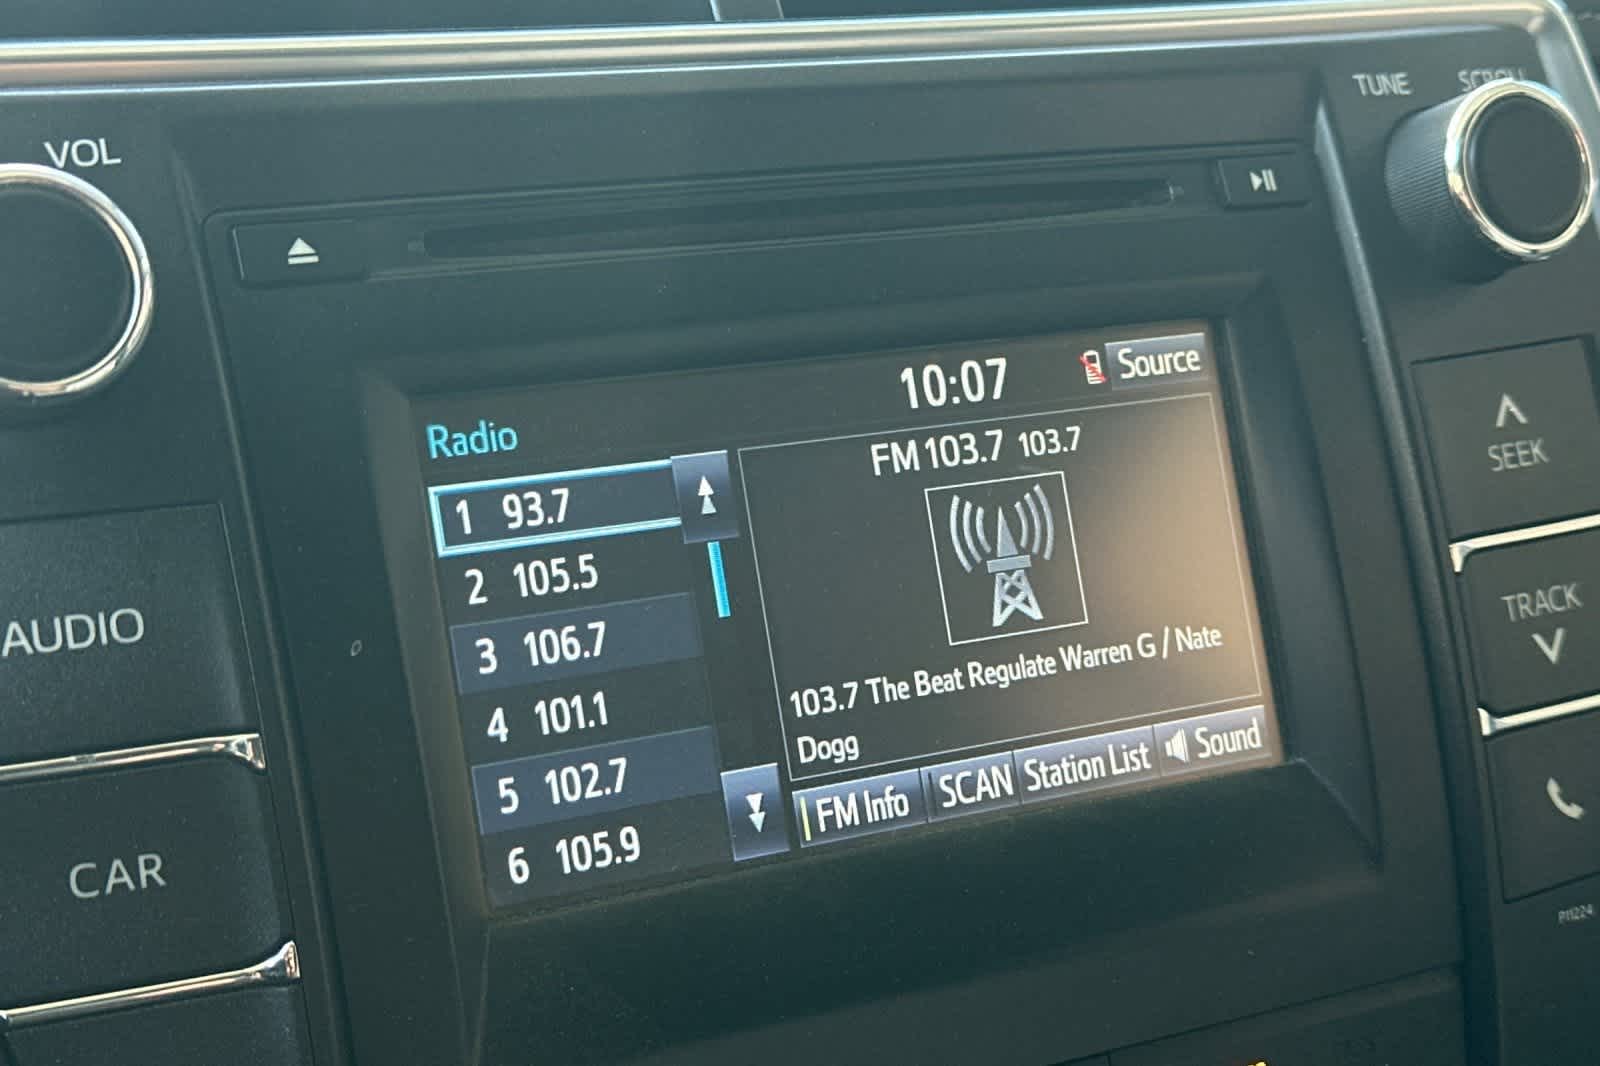 TUNE SCROLL
VOL
10:07
Source
Radio
FM 103.7 103.7
1 93.7
2 105.5
3 106.7
4 101.1
5 102.7
6 105.9
103.7 The Beat Regulate Warren G / Nate
Dogg
FM Info
SCAN
Station List
Sound
SEEK
TRACK
AUDIO
CAR
P11224